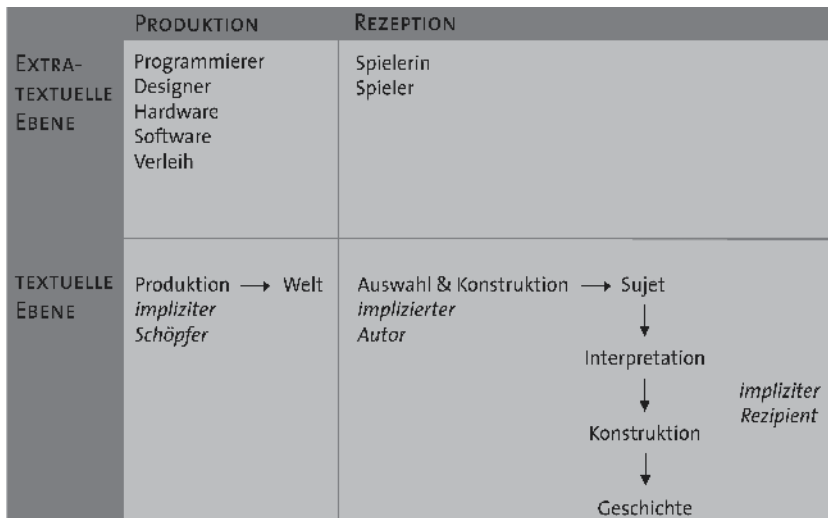 PRODUKTION REZEPTION
EXTRA-
TEXTUELLE
EBENE
Programmierer
Designer
Hardware
Software
Verleih
Spielerin
Spieler
TEXTUELLE
EBENE
Produktion → Welt
impliziter
Schöpfer
Auswahl & Konstruktion → Sujet
implizierter
Autor
Interpretation
impliziter
Rezipient
Konstruktion
Geschichte